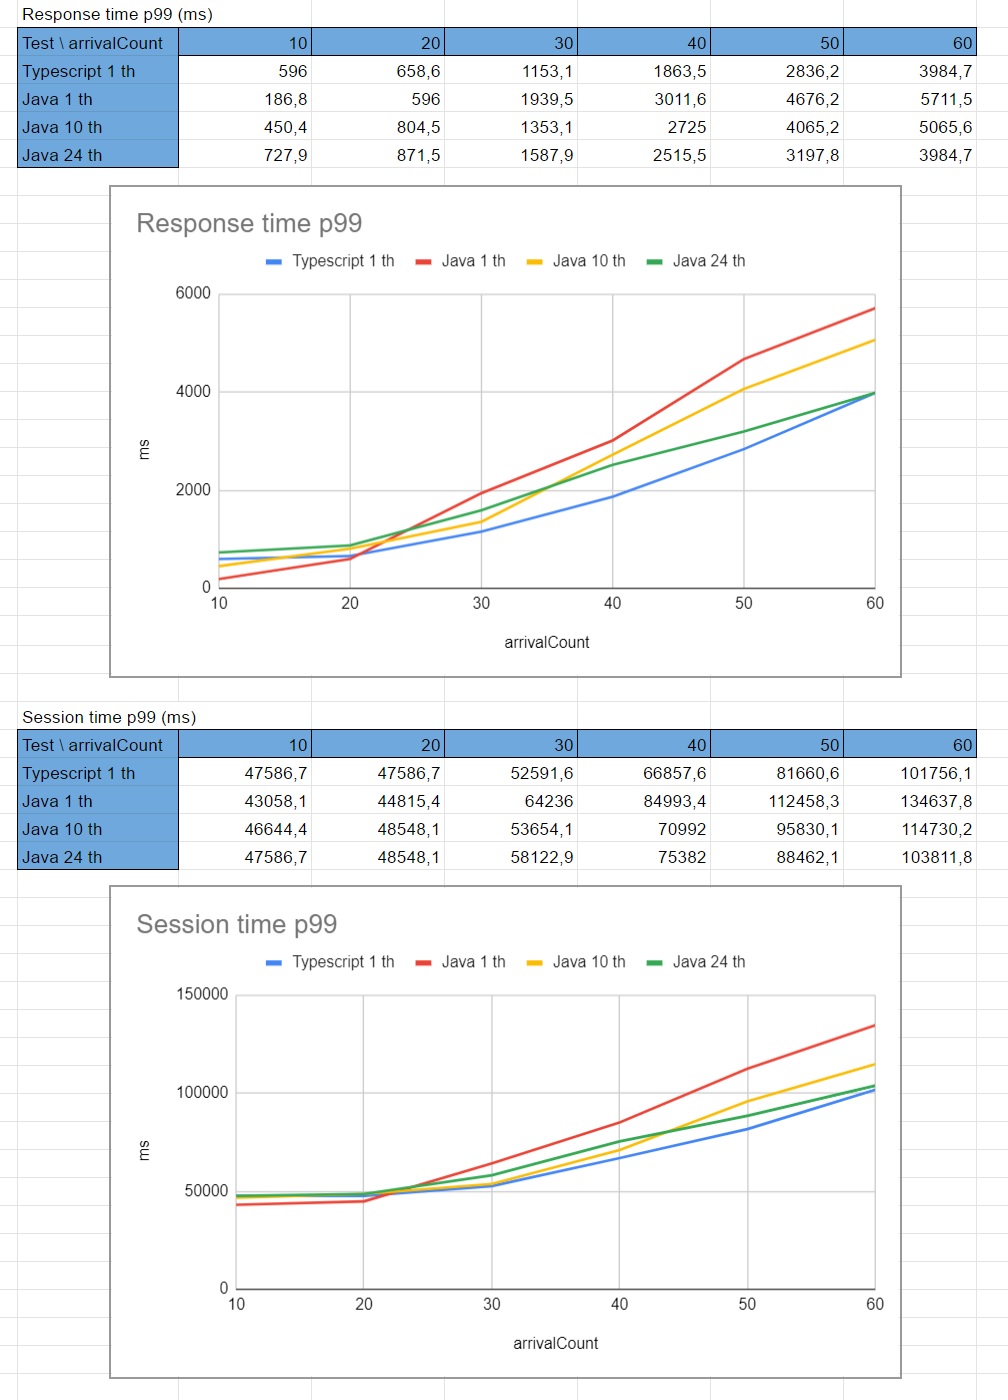 Response time p99 (ms)
Test \ arrivalCount 10 20 30 40 50 60
Typescript 1 th 596 658,6 1153,1 1863,5 2836,2 3984,7
Java 1 th 186,8 596 1939,5 3011,6 4676,2 5711,5
Java 10 th 450,4 804,5 1353,1 2725 4065,2 5065,6
Java 24 th 727,9 871,5 1587,9 2515,5 3197,8 3984,7
Response time p99
Typescript 1 th Java 1 th Java 10 th Java 24 th
6000
4000
ms
2000
0
10 20 30 40 50 60
arrivalCount
Session time p99 (ms)
Test \ arrivalCount 10 20 30 40 50 60
Typescript 1 th 47586,7 47586,7 52591,6 66857,6 81660,6 101756,1
Java 1 th 43058,1 44815,4 64236 84993,4 112458,3 134637,8
Java 10 th 46644,4 48548,1 53654,1 70992 95830,1 114730,2
Java 24 th 47586,7 48548,1 58122,9 75382 88462,1 103811,8
Session time p99
Typescript 1 th Java 1 th Java 10 th Java 24 th
150000
100000
ms
50000
0
10 20 30 40 50 60
arrivalCount